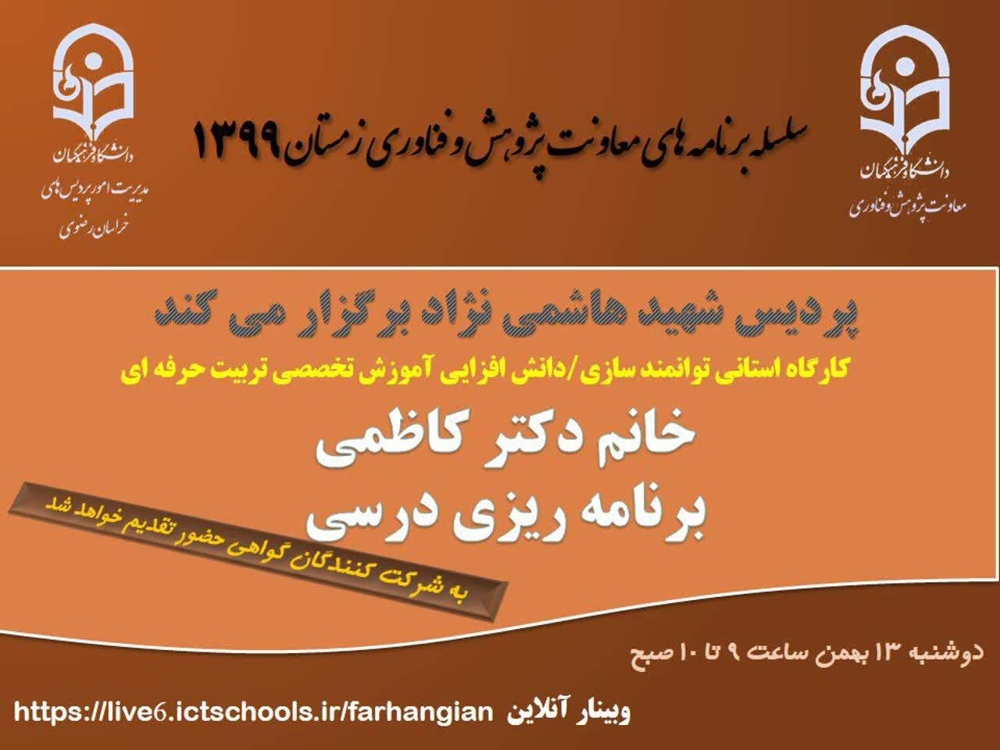 دانشگاه فرهنگیان
معاونت پژوهش و فناوری
دانشگاه فرهنگیان
مدیریت امور پردیس های
خراسان رضوی
سلسله برنامه های معاونت پژوهش و فناوری زمستان ۱۳۹۹
پردیس شهید هاشمی نژاد برگزار می کند
کارگاه استانی توانمند سازی/دانش افزایی آموزش تخصصی تربیت حرفه ای
خانم دکتر کاظمی
برنامه ریزی درسی
به شرکت کنندگان گواهی حضور تقدیم خواهد شد
دوشنبه ۱۳ بهمن ساعت ۹ تا ۱۰ صبح
وبینار آنلاین https://live6.ictschools.ir/farhangian